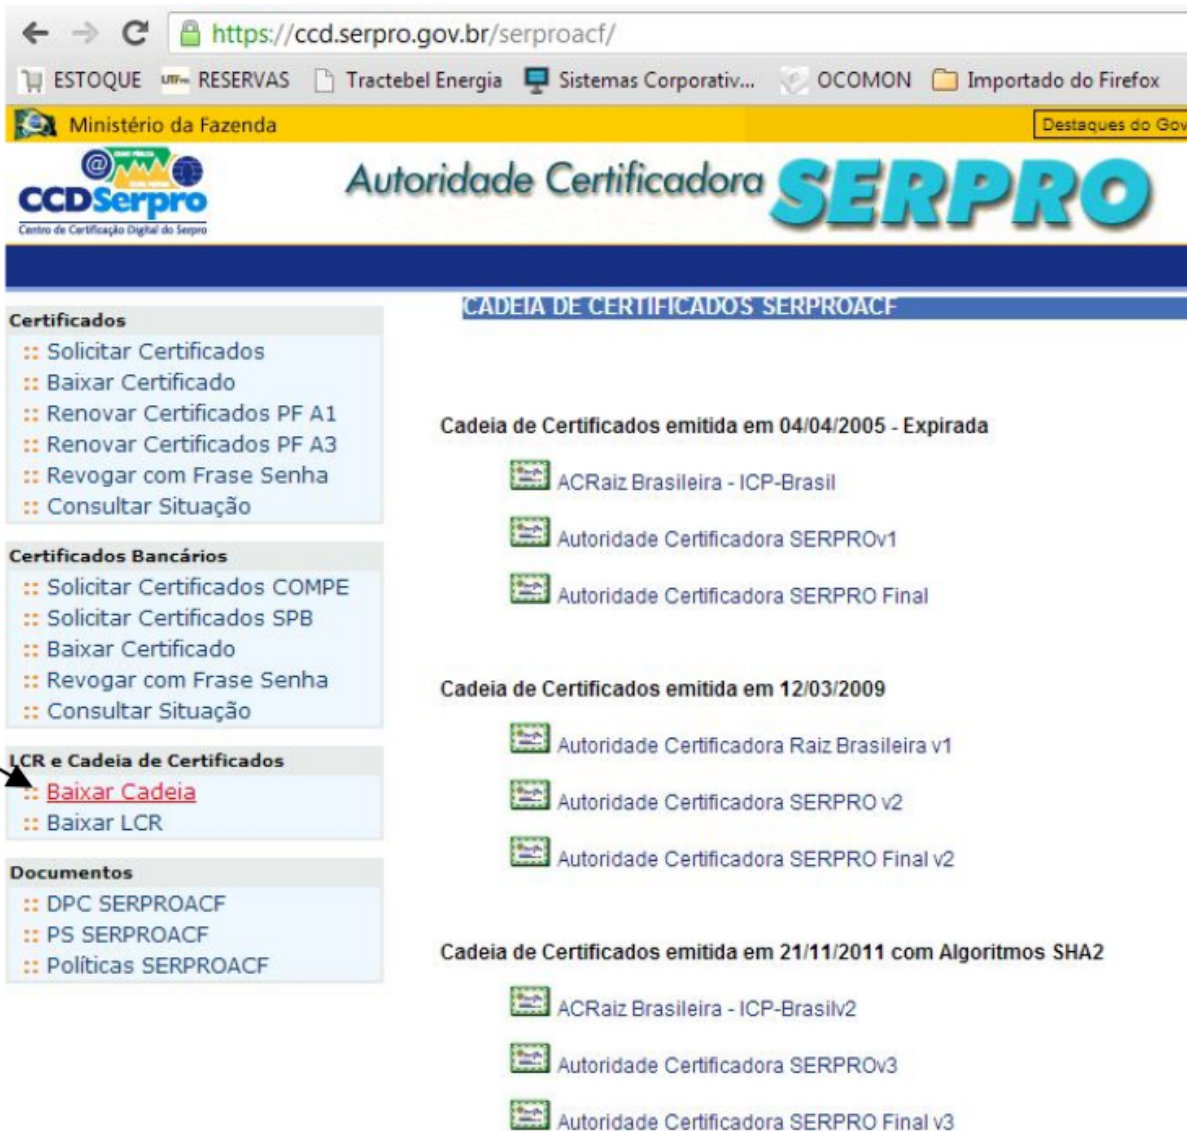 https://ccd.serpro.gov.br/serproacf/
ESTOQUE UTF RESERVAS Tractebel Energia Sistemas Corporativ... OCOMON Importado do Firefox
Ministério da Fazenda
Destaques do Gov
@
CCDSerpro
Centro de Certificação Digital do Serpro
Autoridade Certificadora SERPRO
Certificados
:: Solicitar Certificados
:: Baixar Certificado
:: Renovar Certificados PF A1
:: Renovar Certificados PF A3
:: Revogar com Frase Senha
:: Consultar Situação
Certificados Bancários
:: Solicitar Certificados COMPE
:: Solicitar Certificados SPB
:: Baixar Certificado
:: Revogar com Frase Senha
:: Consultar Situação
LCR e Cadeia de Certificados
:: Baixar Cadeia
:: Baixar LCR
Documentos
:: DPC SERPROACF
:: PS SERPROACF
:: Políticas SERPROACF
CADEIA DE CERTIFICADOS SERPROACF
Cadeia de Certificados emitida em 04/04/2005 - Expirada
ACRaiz Brasileira - ICP-Brasil
Autoridade Certificadora SERPROv1
Autoridade Certificadora SERPRO Final
Cadeia de Certificados emitida em 12/03/2009
Autoridade Certificadora Raiz Brasileira v1
Autoridade Certificadora SERPRO v2
Autoridade Certificadora SERPRO Final v2
Cadeia de Certificados emitida em 21/11/2011 com Algoritmos SHA2
ACRaiz Brasileira - ICP-Brasilv2
Autoridade Certificadora SERPROv3
Autoridade Certificadora SERPRO Final v3